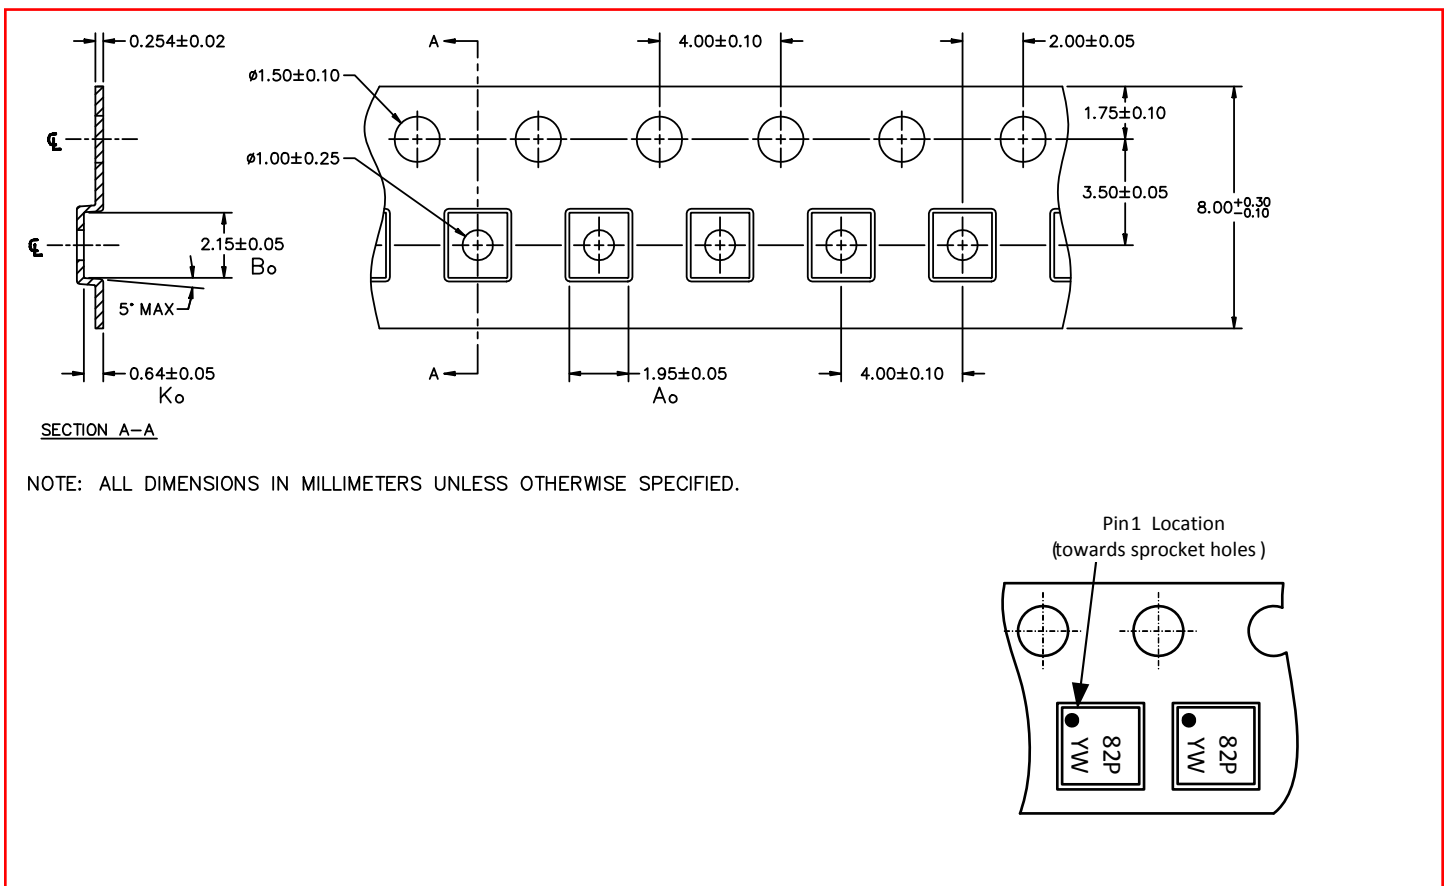 0.254±0.02
A
4.00±0.10
2.00±0.05
ø1.50±0.10
1.75±0.10
℄
ø1.00±0.25
3.50±0.05
8.00+0.30
−0.10
℄
2.15±0.05
Bo
5° MAX
0.64±0.05
Ko
A
1.95±0.05
Ao
4.00±0.10
SECTION A–A
NOTE: ALL DIMENSIONS IN MILLIMETERS UNLESS OTHERWISE SPECIFIED.
Pin1 Location
(towards sprocket holes )
82P
YW
82P
YW